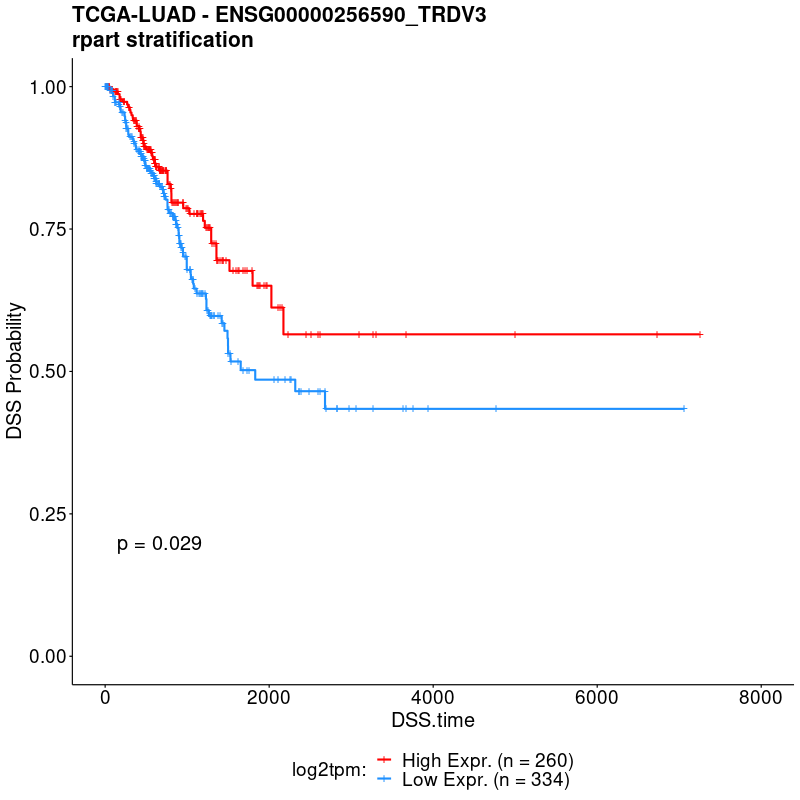 TCGA-LUAD - ENSG00000256590_TRDV3
rpart stratification
1.00
0.75
0.50
0.25
0.00
DSS Probability
p = 0.029
0 2000 4000 6000 8000
DSS.time
log2tpm:
High Expr. (n = 260)
Low Expr. (n = 334)